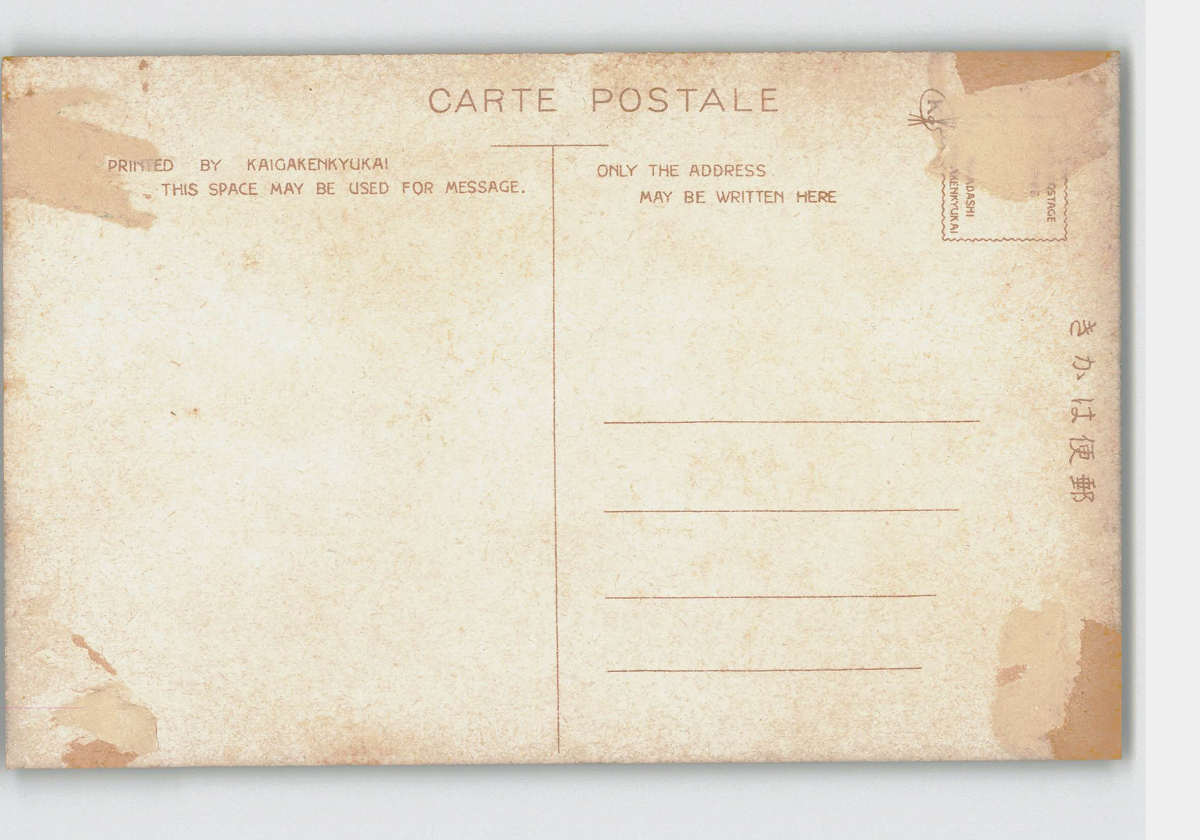 CARTE POSTALE
PRINTED BY KAIGAKENKYUKAI
THIS SPACE MAY BE USED FOR MESSAGE.
ONLY THE ADDRESS
MAY BE WRITTEN HERE
きかは便郵